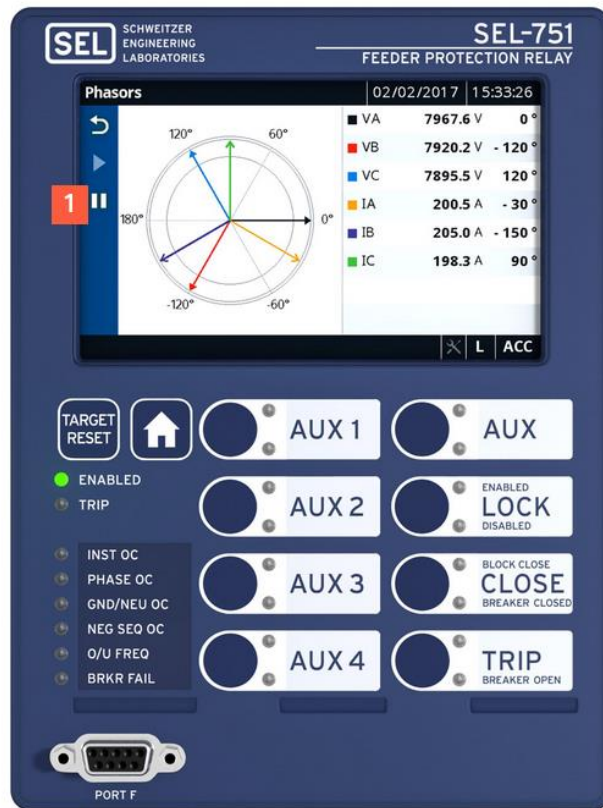 SEL
SCHWEITZER
ENGINEERING
LABORATORIES
SEL-751
FEEDER PROTECTION RELAY
Phasors 02/02/2017 15:33:26
120° 60°
180° 0°
-120° -60°
1
VA 7967.6 V 0°
VB 7920.2 V -120°
VC 7895.5 V 120°
IA 200.5 A -30°
IB 205.0 A -150°
IC 198.3 A 90°
L ACC
TARGET
RESET
ENABLED
TRIP
INST OC
PHASE OC
GND/NEU OC
NEG SEQ OC
O/U FREQ
BRKR FAIL
AUX 1
AUX 2
AUX 3
AUX 4
AUX
ENABLED
LOCK
DISABLED
BLOCK CLOSE
CLOSE
BREAKER CLOSED
TRIP
BREAKER OPEN
PORT F